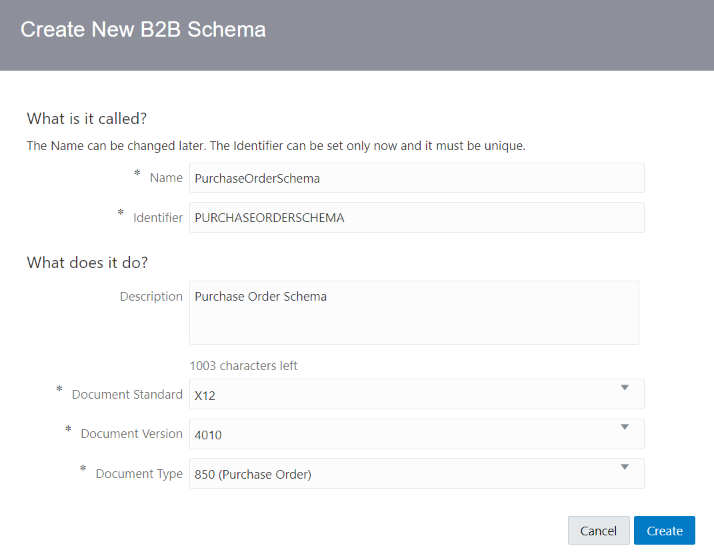 Create New B2B Schema
What is it called?
The Name can be changed later. The Identifier can be set only now and it must be unique.
* Name PurchaseOrderSchema
* Identifier PURCHASEORDERSCHEMA
What does it do?
Description Purchase Order Schema
1003 characters left
* Document Standard X12
* Document Version 4010
* Document Type 850 (Purchase Order)
Cancel Create